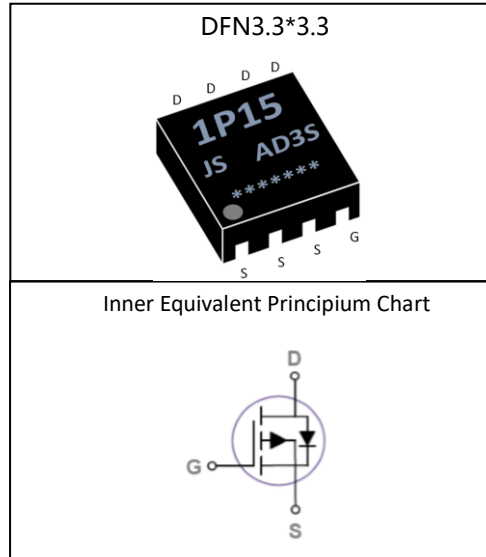 DFN3.3*3.3
D D D D
1P15
JS AD3S
*******
S S S G
Inner Equivalent Principium Chart
D
G
S